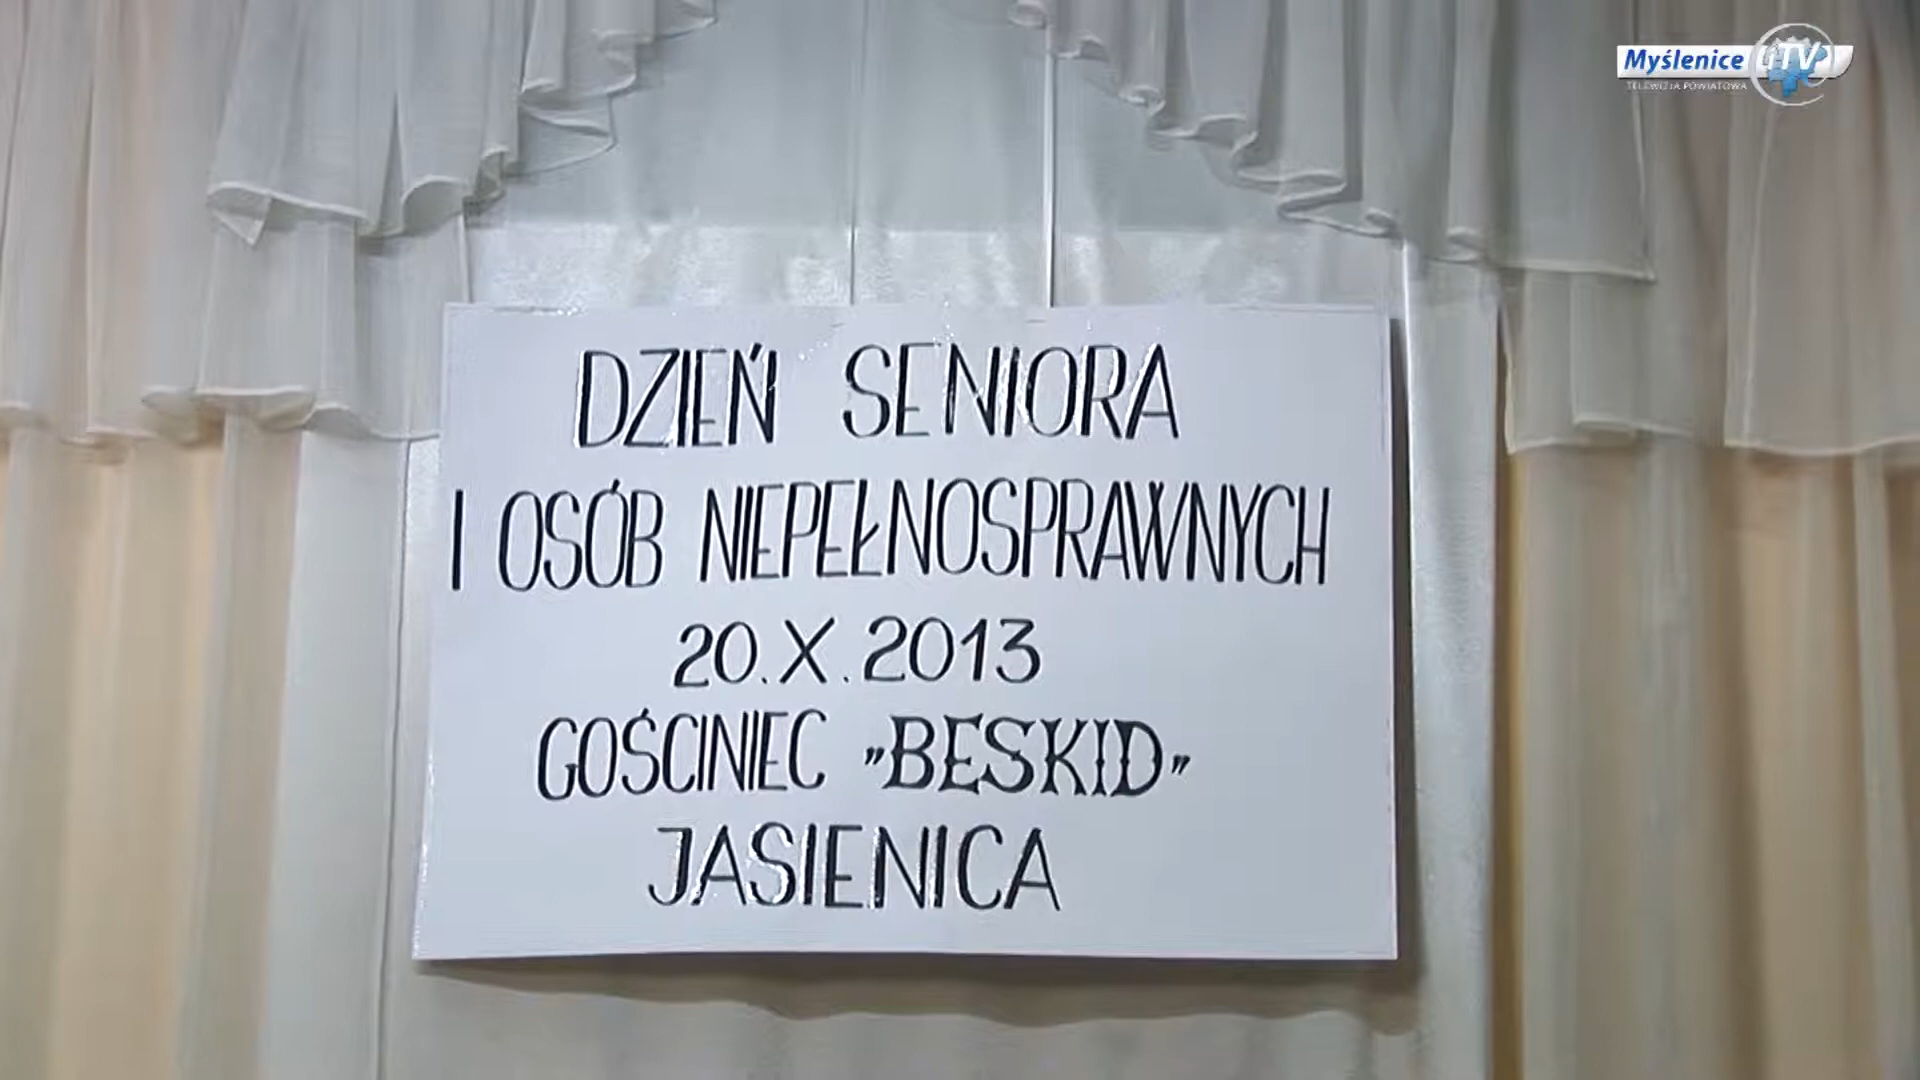 Myślenice iTV
TELEWIZJA POWIATOWA
DZIEŃ SENIORA
I OSÓB NIEPEŁNOSPRAWNYCH
20.X.2013
GOŚCINIEC „BESKID”
JASIENICA